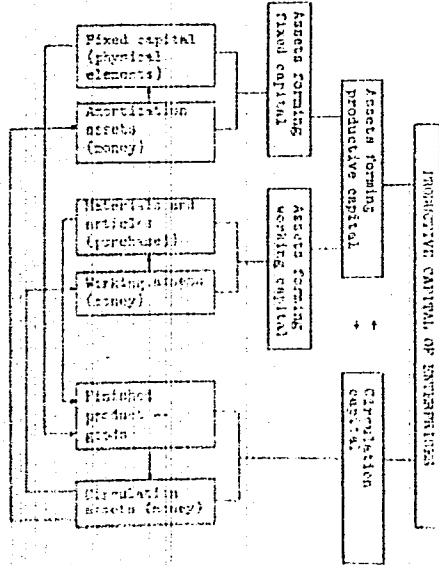 PRODUCTIVE CAPITAL OF ENTERPRISES
Assets forming
productive capital
Circulation
capital
Assets forming
fixed capital
Assets forming
working capital
Fixed capital
(physical
elements)
Amortization
assets
(money)
Materials and
articles
(purchase)
Working assets
(money)
Finished
product --
goods
Circulation
assets (money)